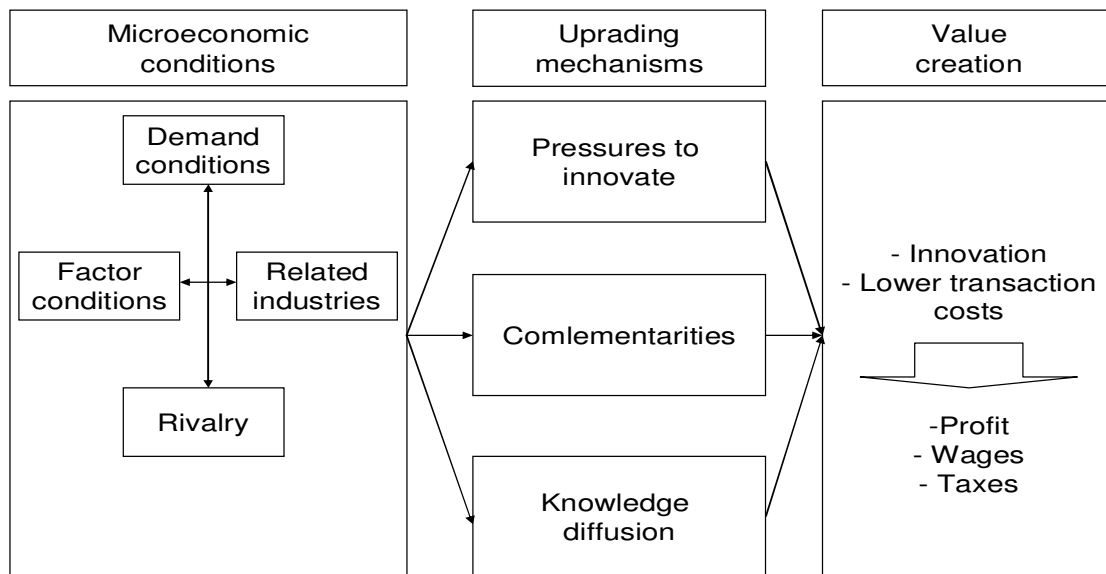 Microeconomic
conditions
Uprading
mechanisms
Value
creation
Demand
conditions
Factor
conditions
Related
industries
Rivalry
Pressures to
innovate
Comlementarities
Knowledge
diffusion
- Innovation
- Lower transaction
costs
-Profit
- Wages
- Taxes